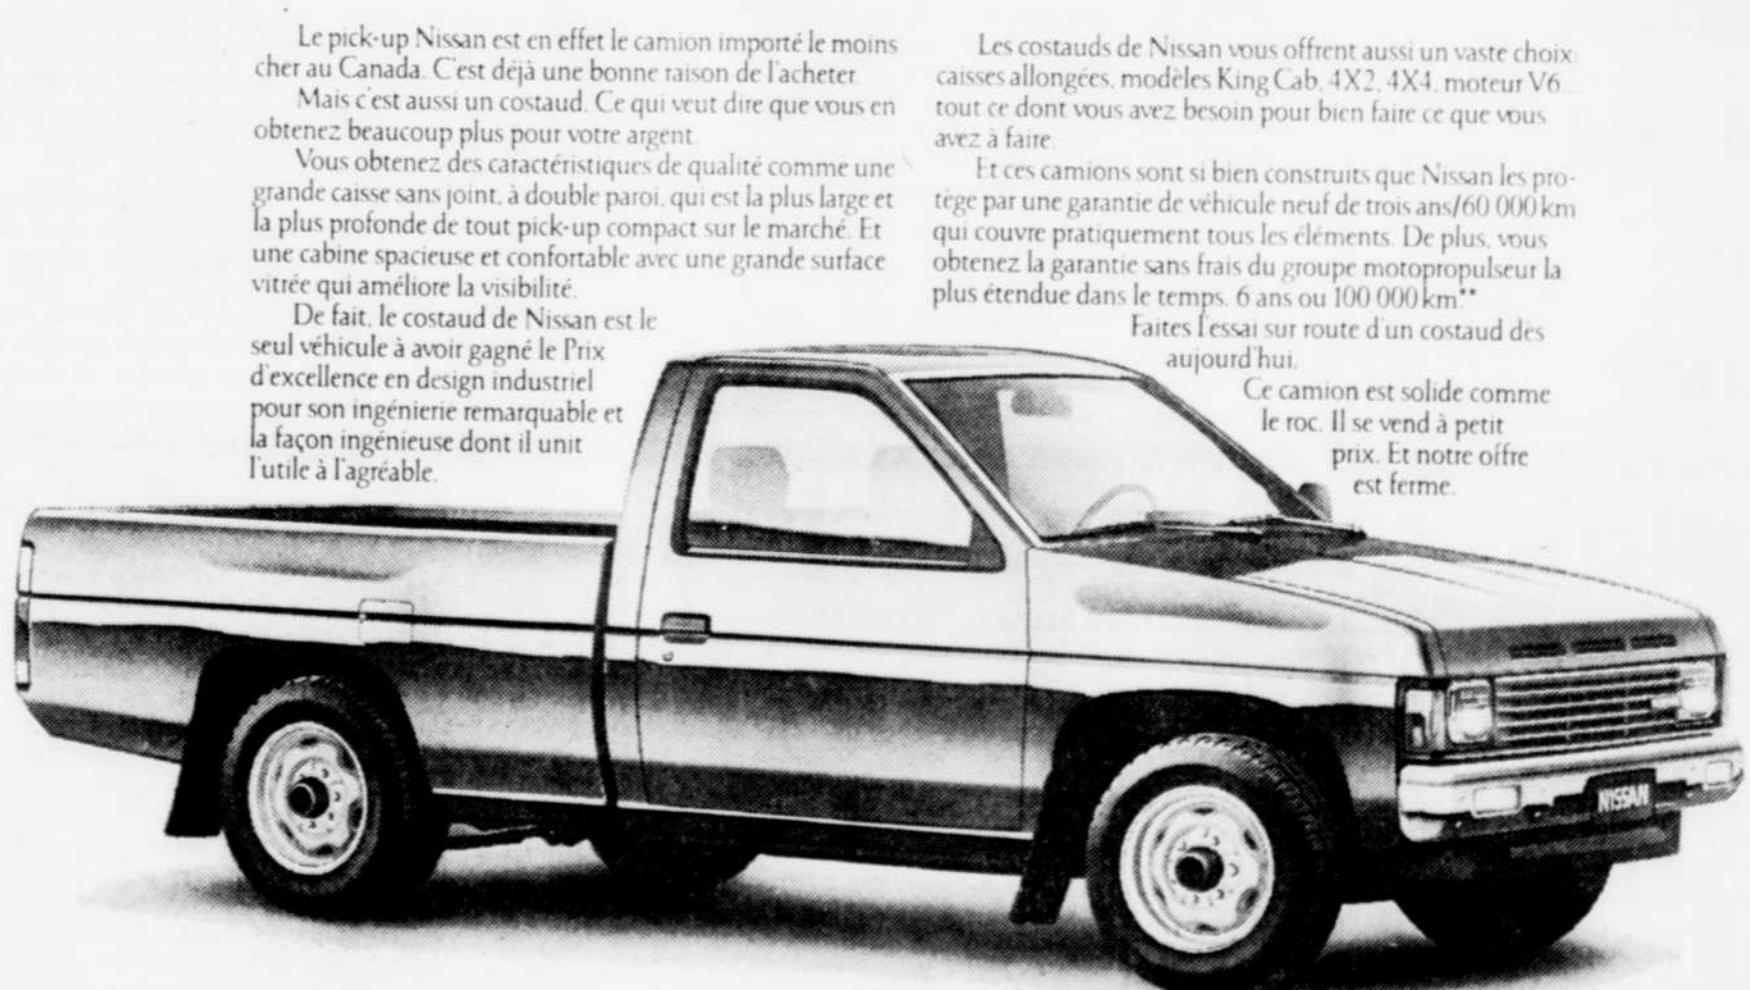 Le pick-up Nissan est en effet le camion importé le moins
cher au Canada. C'est déjà une bonne raison de l'acheter.
Mais c'est aussi un costaud. Ce qui veut dire que vous en
obtenez beaucoup plus pour votre argent.
Vous obtenez des caractéristiques de qualité comme une
grande caisse sans joint, à double paroi, qui est la plus large et
la plus profonde de tout pick-up compact sur le marché. Et
une cabine spacieuse et confortable avec une grande surface
vitrée qui améliore la visibilité.
De fait, le costaud de Nissan est le
seul véhicule à avoir gagné le Prix
d'excellence en design industriel
pour son ingénierie remarquable et
la façon ingénieuse dont il unit
l'utile à l'agréable.
Les costauds de Nissan vous offrent aussi un vaste choix:
caisses allongées, modèles King Cab, 4X2, 4X4, moteur V6...
tout ce dont vous avez besoin pour bien faire ce que vous
avez à faire.
Et ces camions sont si bien construits que Nissan les pro-
tège par une garantie de véhicule neuf de trois ans/60 000 km
qui couvre pratiquement tous les éléments. De plus, vous
obtenez la garantie sans frais du groupe motopropulseur la
plus étendue dans le temps, 6 ans ou 100 000 km.**
Faites l'essai sur route d'un costaud dès
aujourd'hui.
Ce camion est solide comme
le roc. Il se vend à petit
prix. Et notre offre
est ferme.
NISSAN